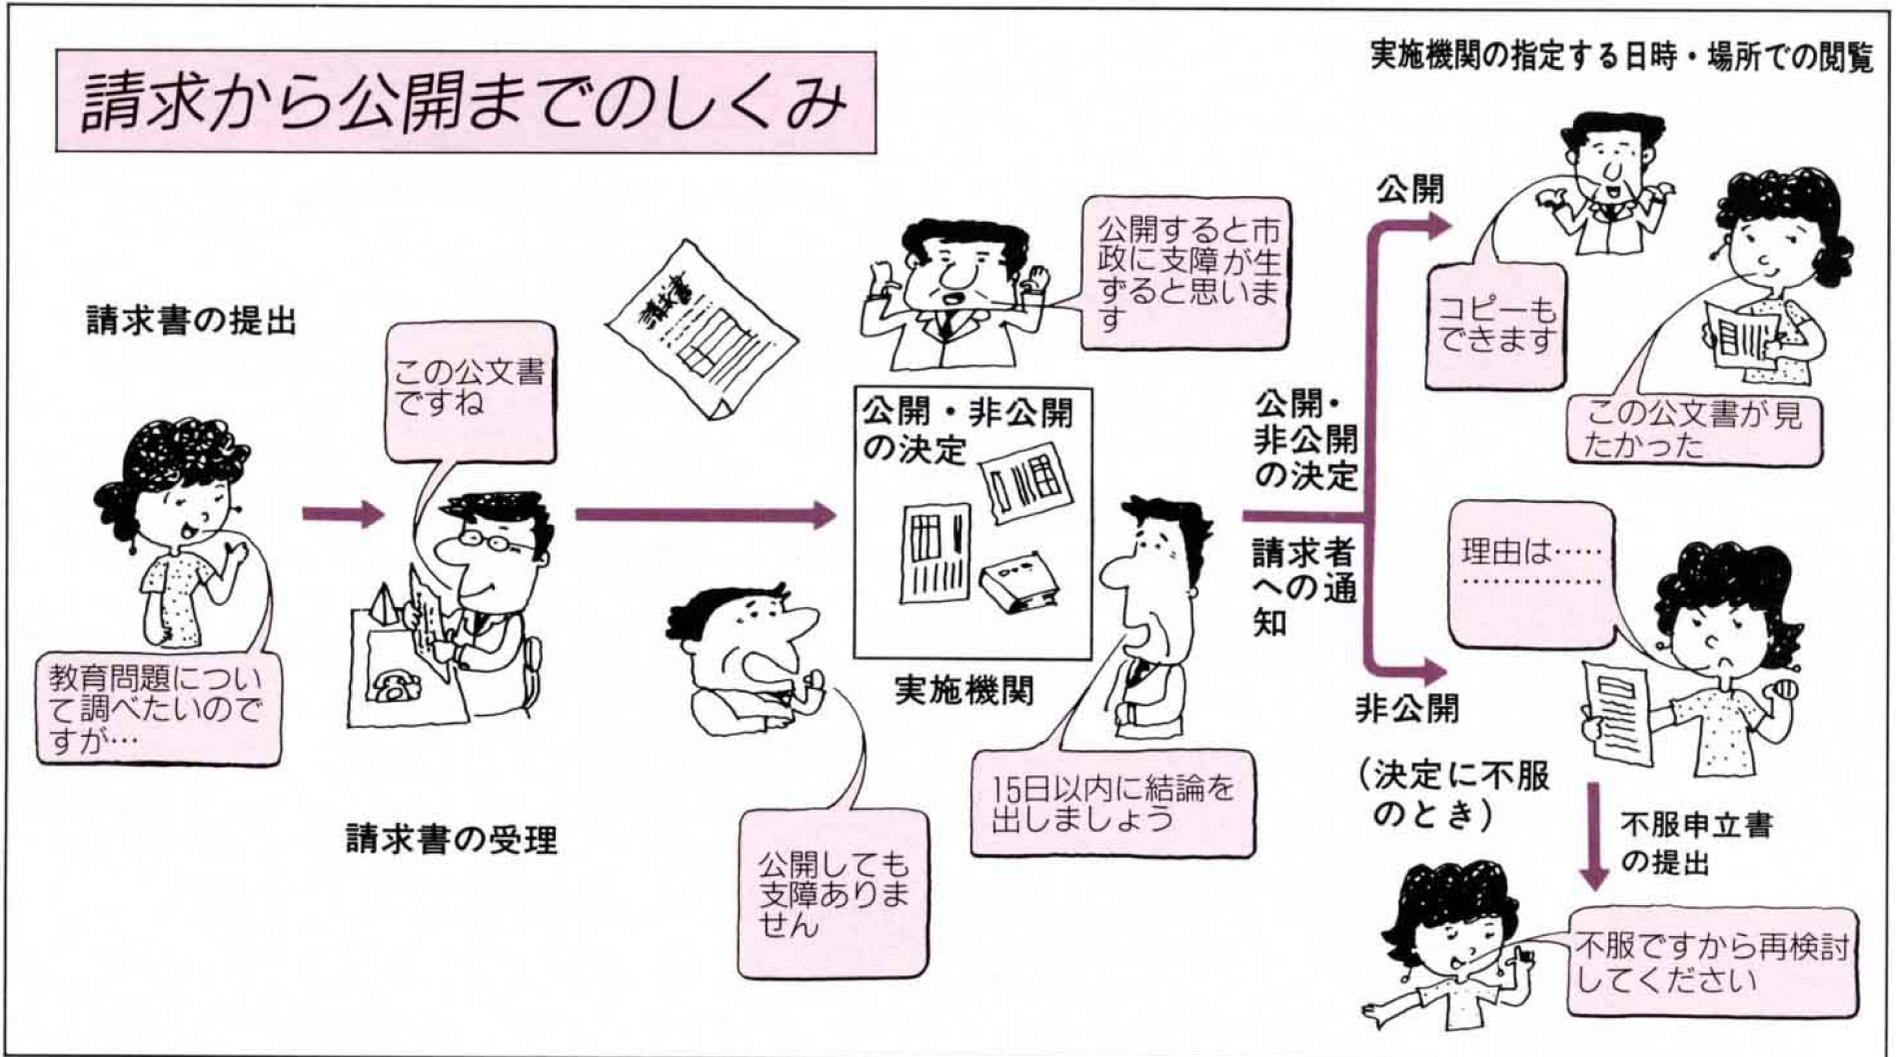 請求から公開までのしくみ
実施機関の指定する日時・場所での閲覧
請求書の提出
教育問題につい
て調べたいので
すが…
この公文書
ですね
請求書の受理
請求書
公開すると市
政に支障が生
ずると思いま
す
公開・非公開
の決定
実施機関
公開しても
支障ありま
せん
15日以内に結論を
出しましょう
公開・
非公開
の決定
請求者
への通
知
公開
コピーも
できます
この公文書が見
たかった
非公開
理由は……
……………
(決定に不服
のとき)
不服申立書
の提出
不服ですから再検討
してください